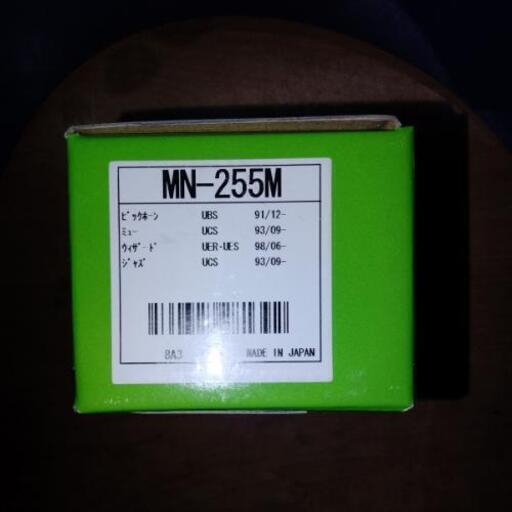 MN-255M
ﾋﾞｯｸﾎｰﾝ UBS 91/12-
ﾐｭｰ UCS 93/09-
ｳｨｻﾞｰﾄﾞ UER・UES 98/06-
ｼﾞｬｽﾞ UCS 93/09-
8A3 MADE IN JAPAN